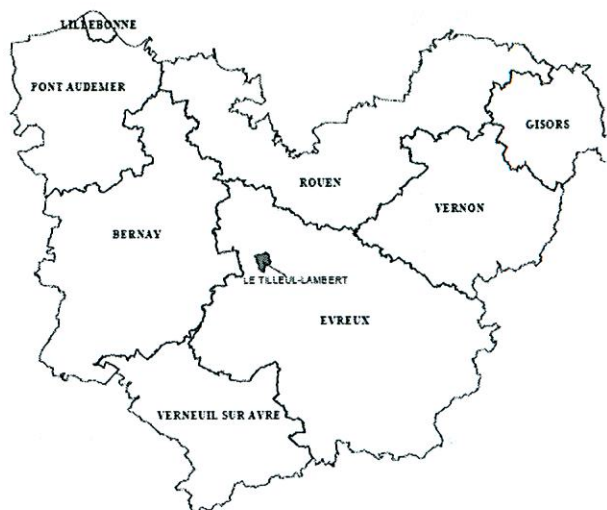 LILLEBONNE
PONT AUDEMER
GISORS
ROUEN
VERNON
BERNAY
LE TILLEUL-LAMBERT
EVREUX
VERNEUIL SUR AVRE